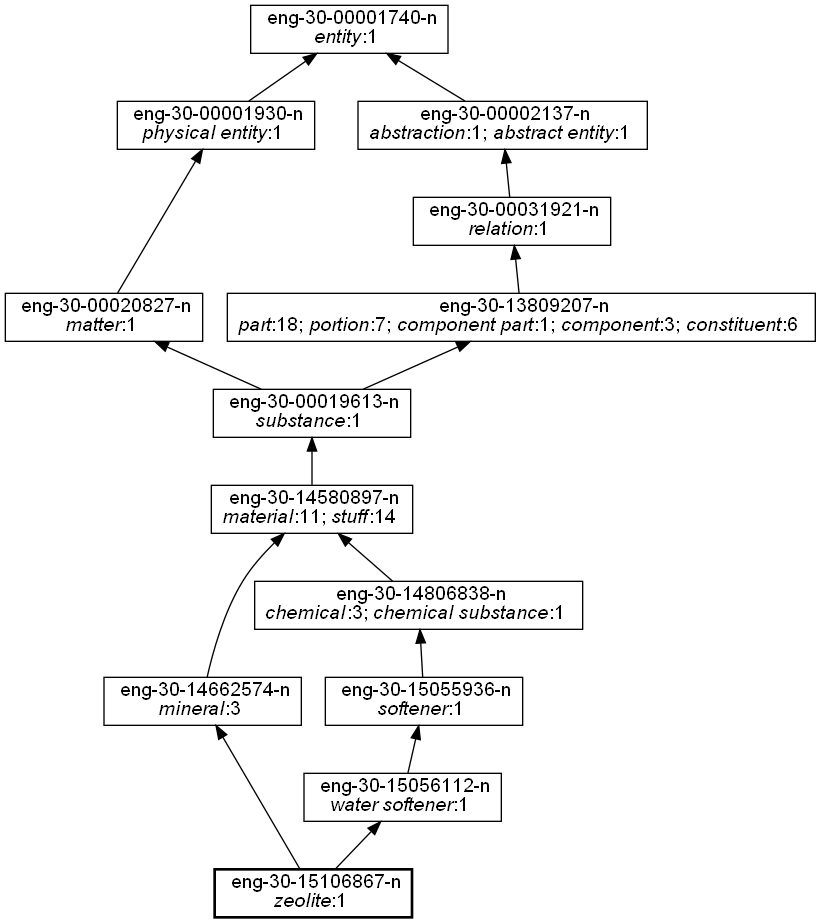 eng-30-00001740-n
entity:1
eng-30-00001930-n
physical entity:1
eng-30-00002137-n
abstraction:1; abstract entity:1
eng-30-00031921-n
relation:1
eng-30-00020827-n
matter:1
eng-30-13809207-n
part:18; portion:7; component part:1; component:3; constituent:6
eng-30-00019613-n
substance:1
eng-30-14580897-n
material:11; stuff:14
eng-30-14806838-n
chemical:3; chemical substance:1
eng-30-14662574-n
mineral:3
eng-30-15055936-n
softener:1
eng-30-15056112-n
water softener:1
eng-30-15106867-n
zeolite:1